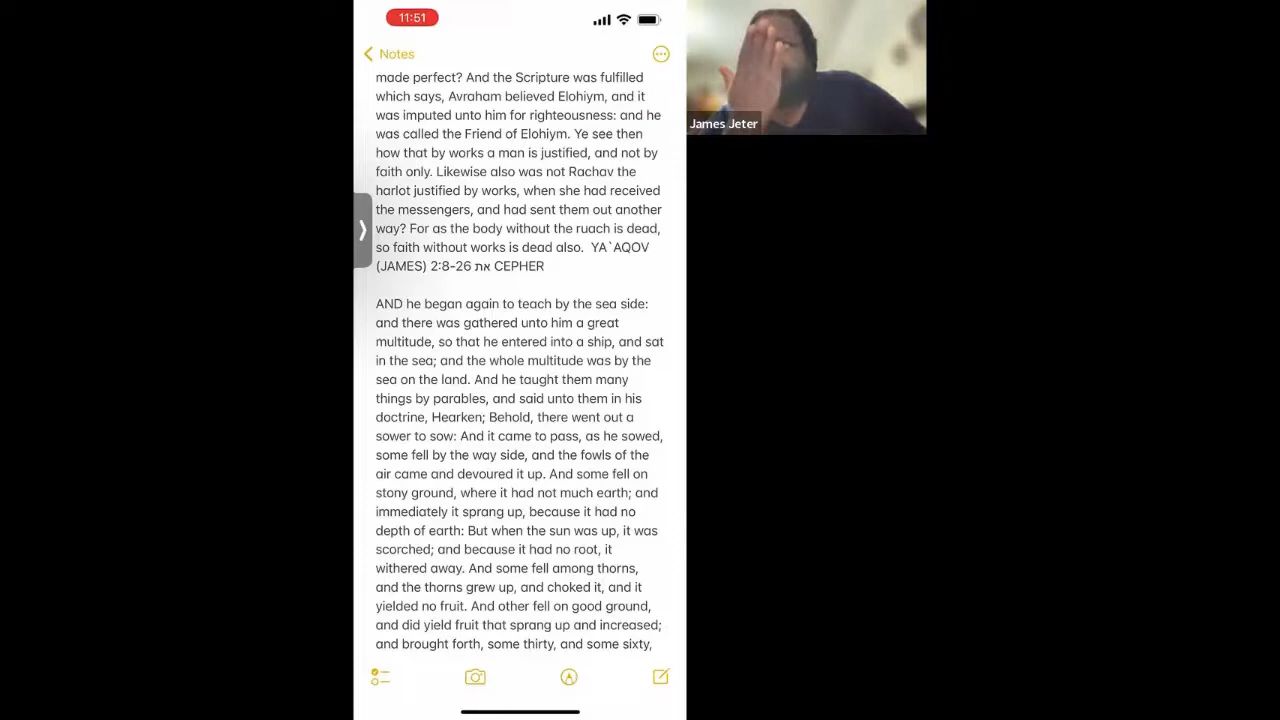 11:51
Notes
made perfect? And the Scripture was fulfilled
which says, Avraham believed Elohiym, and it
was imputed unto him for righteousness: and he
was called the Friend of Elohiym. Ye see then
how that by works a man is justified, and not by
faith only. Likewise also was not Rachav the
harlot justified by works, when she had received
the messengers, and had sent them out another
way? For as the body without the ruach is dead,
so faith without works is dead also.  YA`AQOV
(JAMES) 2:8-26 את CEPHER
AND he began again to teach by the sea side:
and there was gathered unto him a great
multitude, so that he entered into a ship, and sat
in the sea; and the whole multitude was by the
sea on the land. And he taught them many
things by parables, and said unto them in his
doctrine, Hearken; Behold, there went out a
sower to sow: And it came to pass, as he sowed,
some fell by the way side, and the fowls of the
air came and devoured it up. And some fell on
stony ground, where it had not much earth; and
immediately it sprang up, because it had no
depth of earth: But when the sun was up, it was
scorched; and because it had no root, it
withered away. And some fell among thorns,
and the thorns grew up, and choked it, and it
yielded no fruit. And other fell on good ground,
and did yield fruit that sprang up and increased;
and brought forth, some thirty, and some sixty,
James Jeter